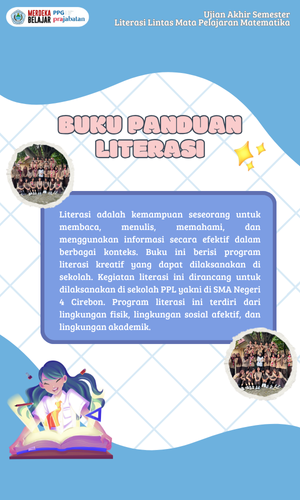 MERDEKA
BELAJAR
PPG
prajabatan
Ujian Akhir Semester
Literasi Lintas Mata Pelajaran Matematika
BUKU PANDUAN
LITERASI
Literasi adalah kemampuan seseorang untuk
membaca, menulis, memahami, dan
menggunakan informasi secara efektif dalam
berbagai konteks. Buku ini berisi program
literasi kreatif yang dapat dilaksanakan di
sekolah. Kegiatan literasi ini dirancang untuk
dilaksanakan di sekolah PPL yakni di SMA Negeri
4 Cirebon. Program literasi ini terdiri dari
lingkungan fisik, lingkungan sosial afektif, dan
lingkungan akademik.